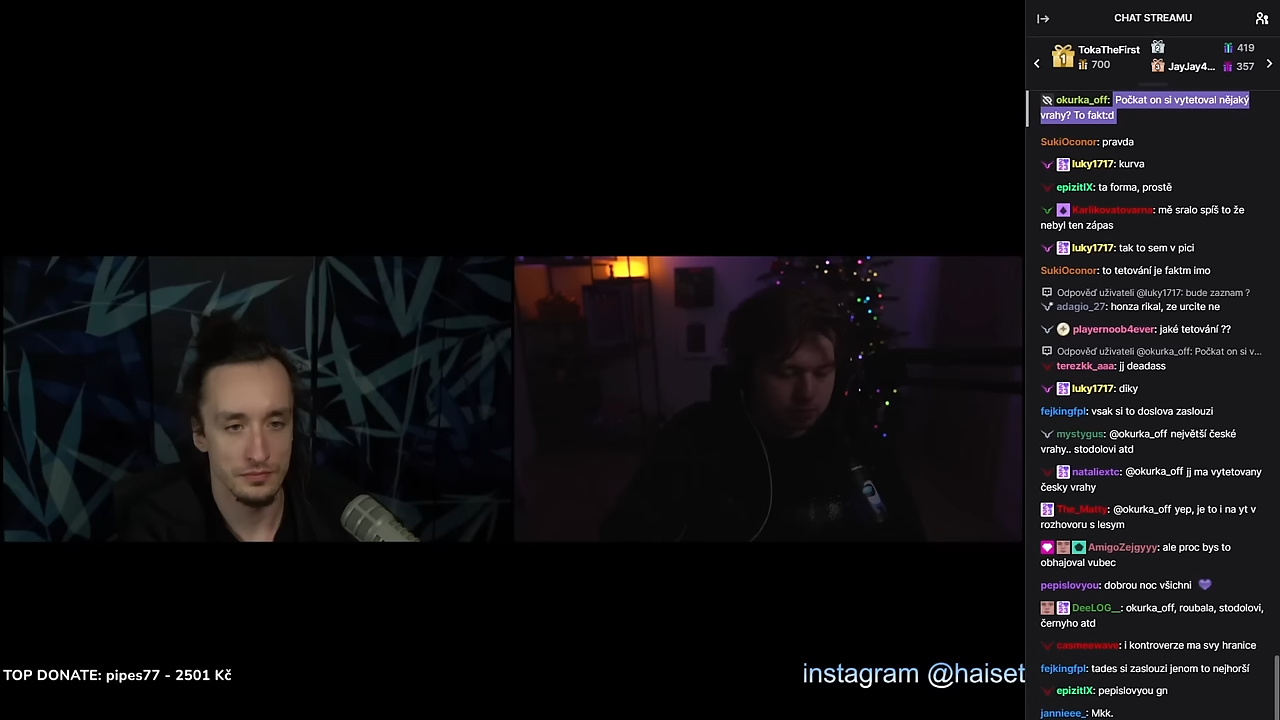 CHAT STREAMU
TokaTheFirst
700
419
JayJay4...
357
okurka_off: Počkat on si vytetoval nějaký
vrahy? To fakt:d
SukiOconor: pravda
luky1717: kurva
epizitIX: ta forma, prostě
Karlikovatovarna: mě sralo spíš to že
nebyl ten zápas
luky1717: tak to sem v pici
SukiOconor: to tetování je faktm imo
Odpověď uživateli @luky1717: bude zaznam ?
adagio_27: honza rikal, ze urcite ne
playernoob4ever: jaké tetování ??
Odpověď uživateli @okurka_off: Počkat on si v...
terezkk_aaa: jj deadass
luky1717: diky
fejkingfpl: vsak si to doslova zaslouzi
mystygus: @okurka_off největší české
vrahy.. stodolovi atd
nataliextc: @okurka_off jj ma vytetovany
česky vrahy
The_Matty: @okurka_off yep, je to i na yt v
rozhovoru s lesym
AmigoZejgyyy: ale proc bys to
obhajoval vubec
pepislovyou: dobrou noc všichni
DeeLOG__: okurka_off, roubala, stodolovi,
černyho atd
casmeewave: i kontroverze ma svy hranice
fejkingfpl: tades si zaslouzi jenom to nejhorší
epizitIX: pepislovyou gn
jannieee_: Mkk.
TOP DONATE: pipes77 - 2501 Kč
instagram @haiset